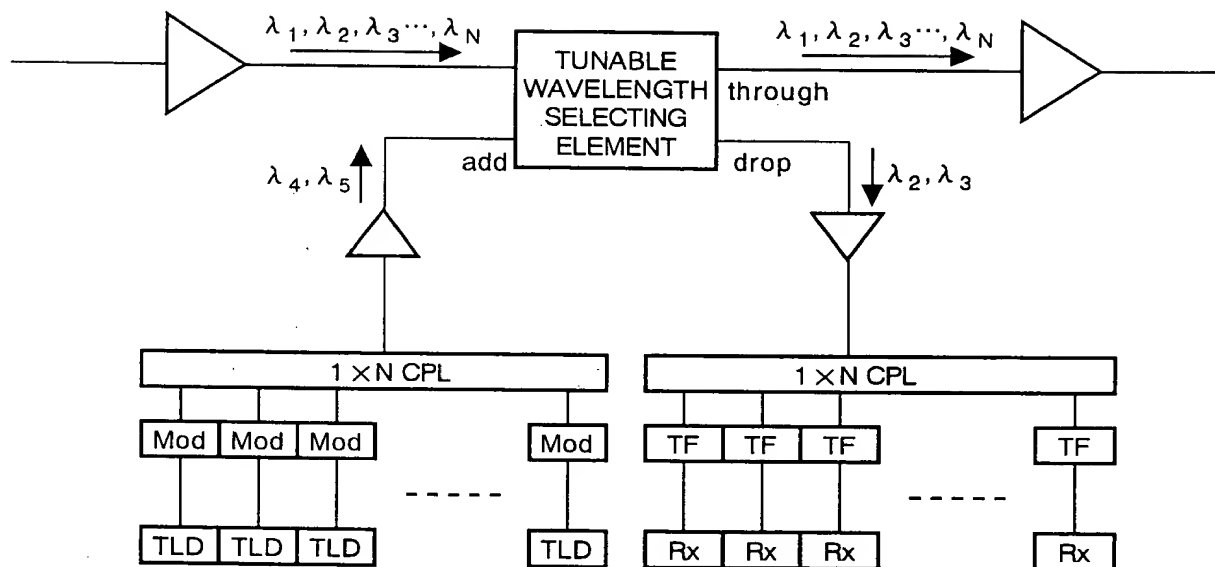 λ1, λ2, λ3 ···, λN
λ1, λ2, λ3 ···, λN
TUNABLE
WAVELENGTH
SELECTING
ELEMENT
through
add
drop
λ4, λ5
λ2, λ3
1×N CPL
1×N CPL
Mod Mod Mod Mod
TF TF TF TF
TLD TLD TLD TLD
Rx Rx Rx Rx